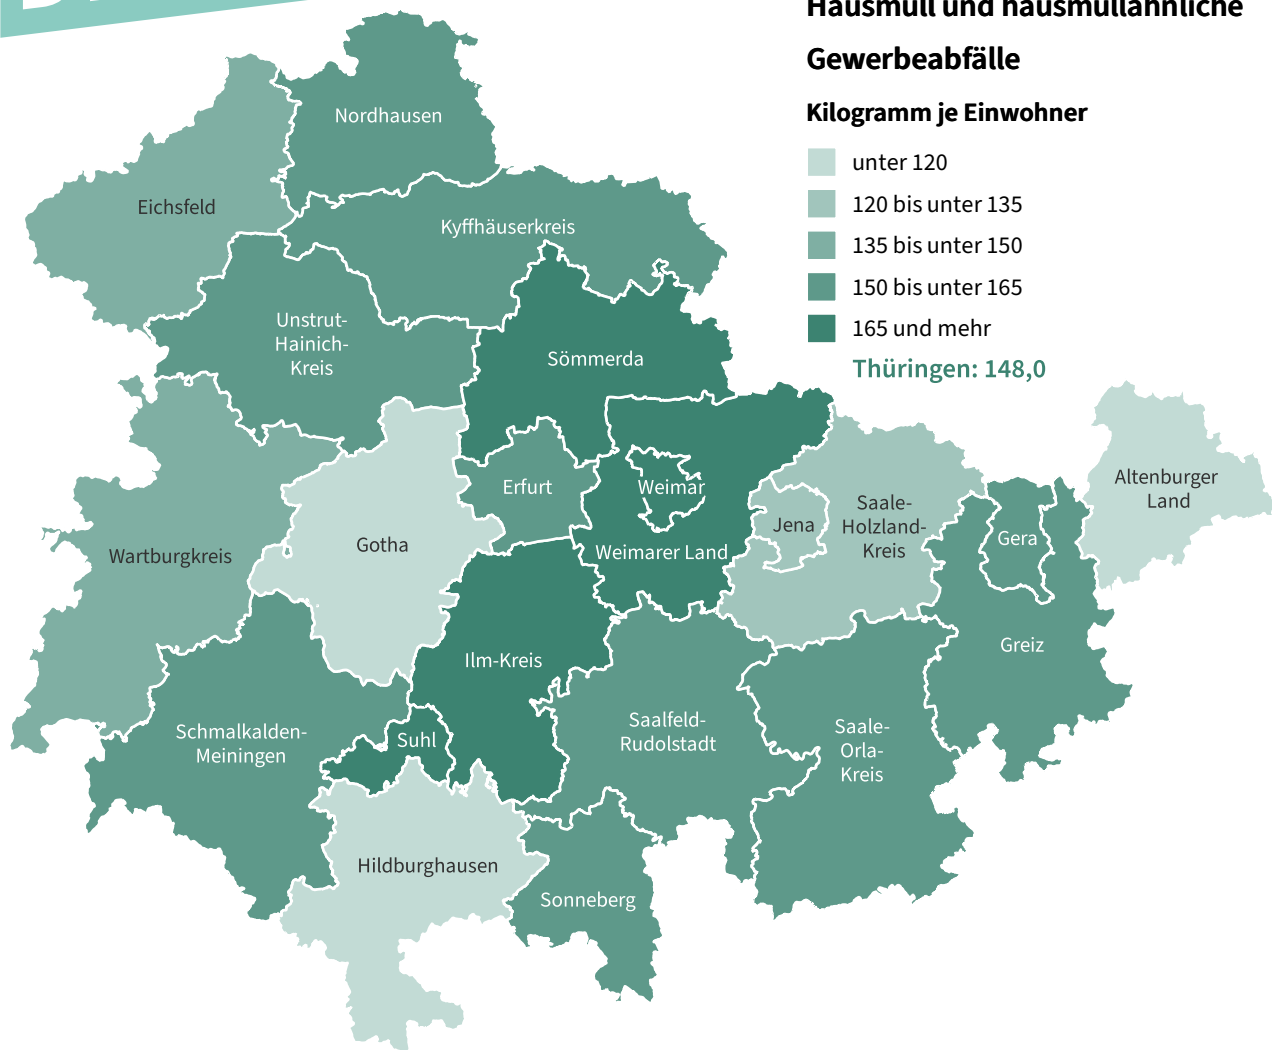 Hausmüll und hausmüllähnliche
Gewerbeabfälle
Kilogramm je Einwohner
unter 120
120 bis unter 135
135 bis unter 150
150 bis unter 165
165 und mehr
Thüringen: 148,0
Nordhausen
Eichsfeld
Kyffhäuserkreis
Unstrut-
Hainich-
Kreis
Sömmerda
Altenburger
Land
Erfurt
Weimar
Saale-
Holzland-
Kreis
Jena
Gera
Gotha
Wartburgkreis
Weimarer Land
Greiz
Ilm-Kreis
Schmalkalden-
Meiningen
Suhl
Saalfeld-
Rudolstadt
Saale-
Orla-
Kreis
Hildburghausen
Sonneberg